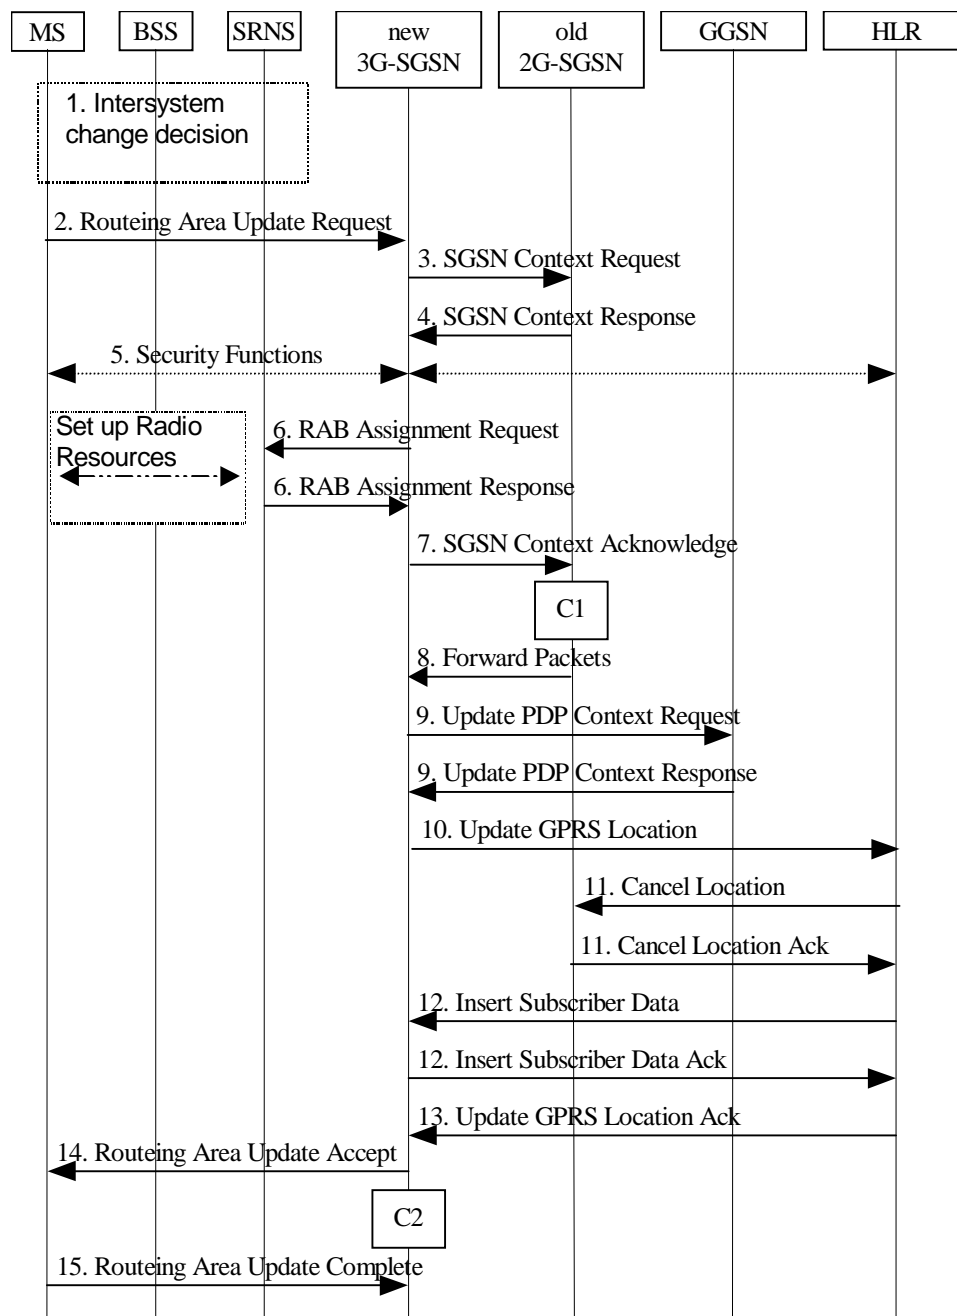 MS
BSS
SRNS
new
3G-SGSN
old
2G-SGSN
GGSN
HLR
1. Intersystem
change decision
2. Routeing Area Update Request
3. SGSN Context Request
4. SGSN Context Response
5. Security Functions
Set up Radio
Resources
6. RAB Assignment Request
6. RAB Assignment Response
7. SGSN Context Acknowledge
C1
8. Forward Packets
9. Update PDP Context Request
9. Update PDP Context Response
10. Update GPRS Location
11. Cancel Location
11. Cancel Location Ack
12. Insert Subscriber Data
12. Insert Subscriber Data Ack
13. Update GPRS Location Ack
14. Routeing Area Update Accept
C2
15. Routeing Area Update Complete